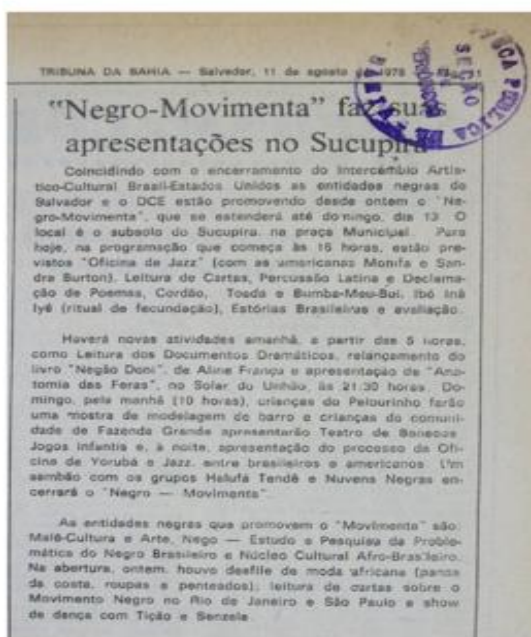 TRIBUNA DA BAHIA — Salvador, 11 de agosto de 1978
"Negro-Movimenta" faz suas
apresentações no Sucupira
Coincidindo com o encerramento do Intercâmbio Artís-
tico-Cultural Brasil-Estados Unidos as entidades negras de
Salvador e o DCE estão promovendo desde ontem o "Ne-
gro-Movimenta", que se estenderá até domingo, dia 13. O
local é o subsolo do Sucupira, na praça Municipal. Para
hoje, na programação que começa às 16 horas, estão pre-
vistos "Oficina de Jazz" (com as americanas Monifa e San-
dra Burton), Leitura de Cartas, Percussão Latina e Declama-
ção de Poemas, Cordão, Toada e Bumba-Meu-Boi, Ibó Iná
Iyé (ritual de fecundação), Estórias Brasileiras e avaliação.
Haverá novas atividades amanhã, a partir das 5 horas,
como Leitura dos Documentos Dramáticos, relançamento do
livro "Negão Doni", de Aline França e apresentação de "Ana-
tomia das Feras", no Solar do Unhão, às 21:30 horas. Do-
mingo, pela manhã (10 horas), crianças do Pelourinho farão
uma mostra de modelagem de barro e crianças da comuni-
dade de Fazenda Grande apresentarão Teatro de Bonecos
Jogos Infantis e, à noite, apresentação do processo da Ofi-
cina de Yorubá e Jazz, entre brasileiros e americanos. Um
sambão com os grupos Halufa Tendê e Nuvens Negras en-
cerrará o "Negro — Movimenta"
As entidades negras que promovem o "Movimenta" são:
Malê-Cultura e Arte, Nego — Estudo e Pesquisa da Proble-
mática do Negro Brasileiro e Núcleo Cultural Afro-Brasileiro.
Na abertura, ontem, houve desfile de moda africana (panos
da costa, roupas e penteados); leitura de cartas sobre o
Movimento Negro no Rio de Janeiro e São Paulo e show
de dança com Tição e Senzala
SEÇÃO